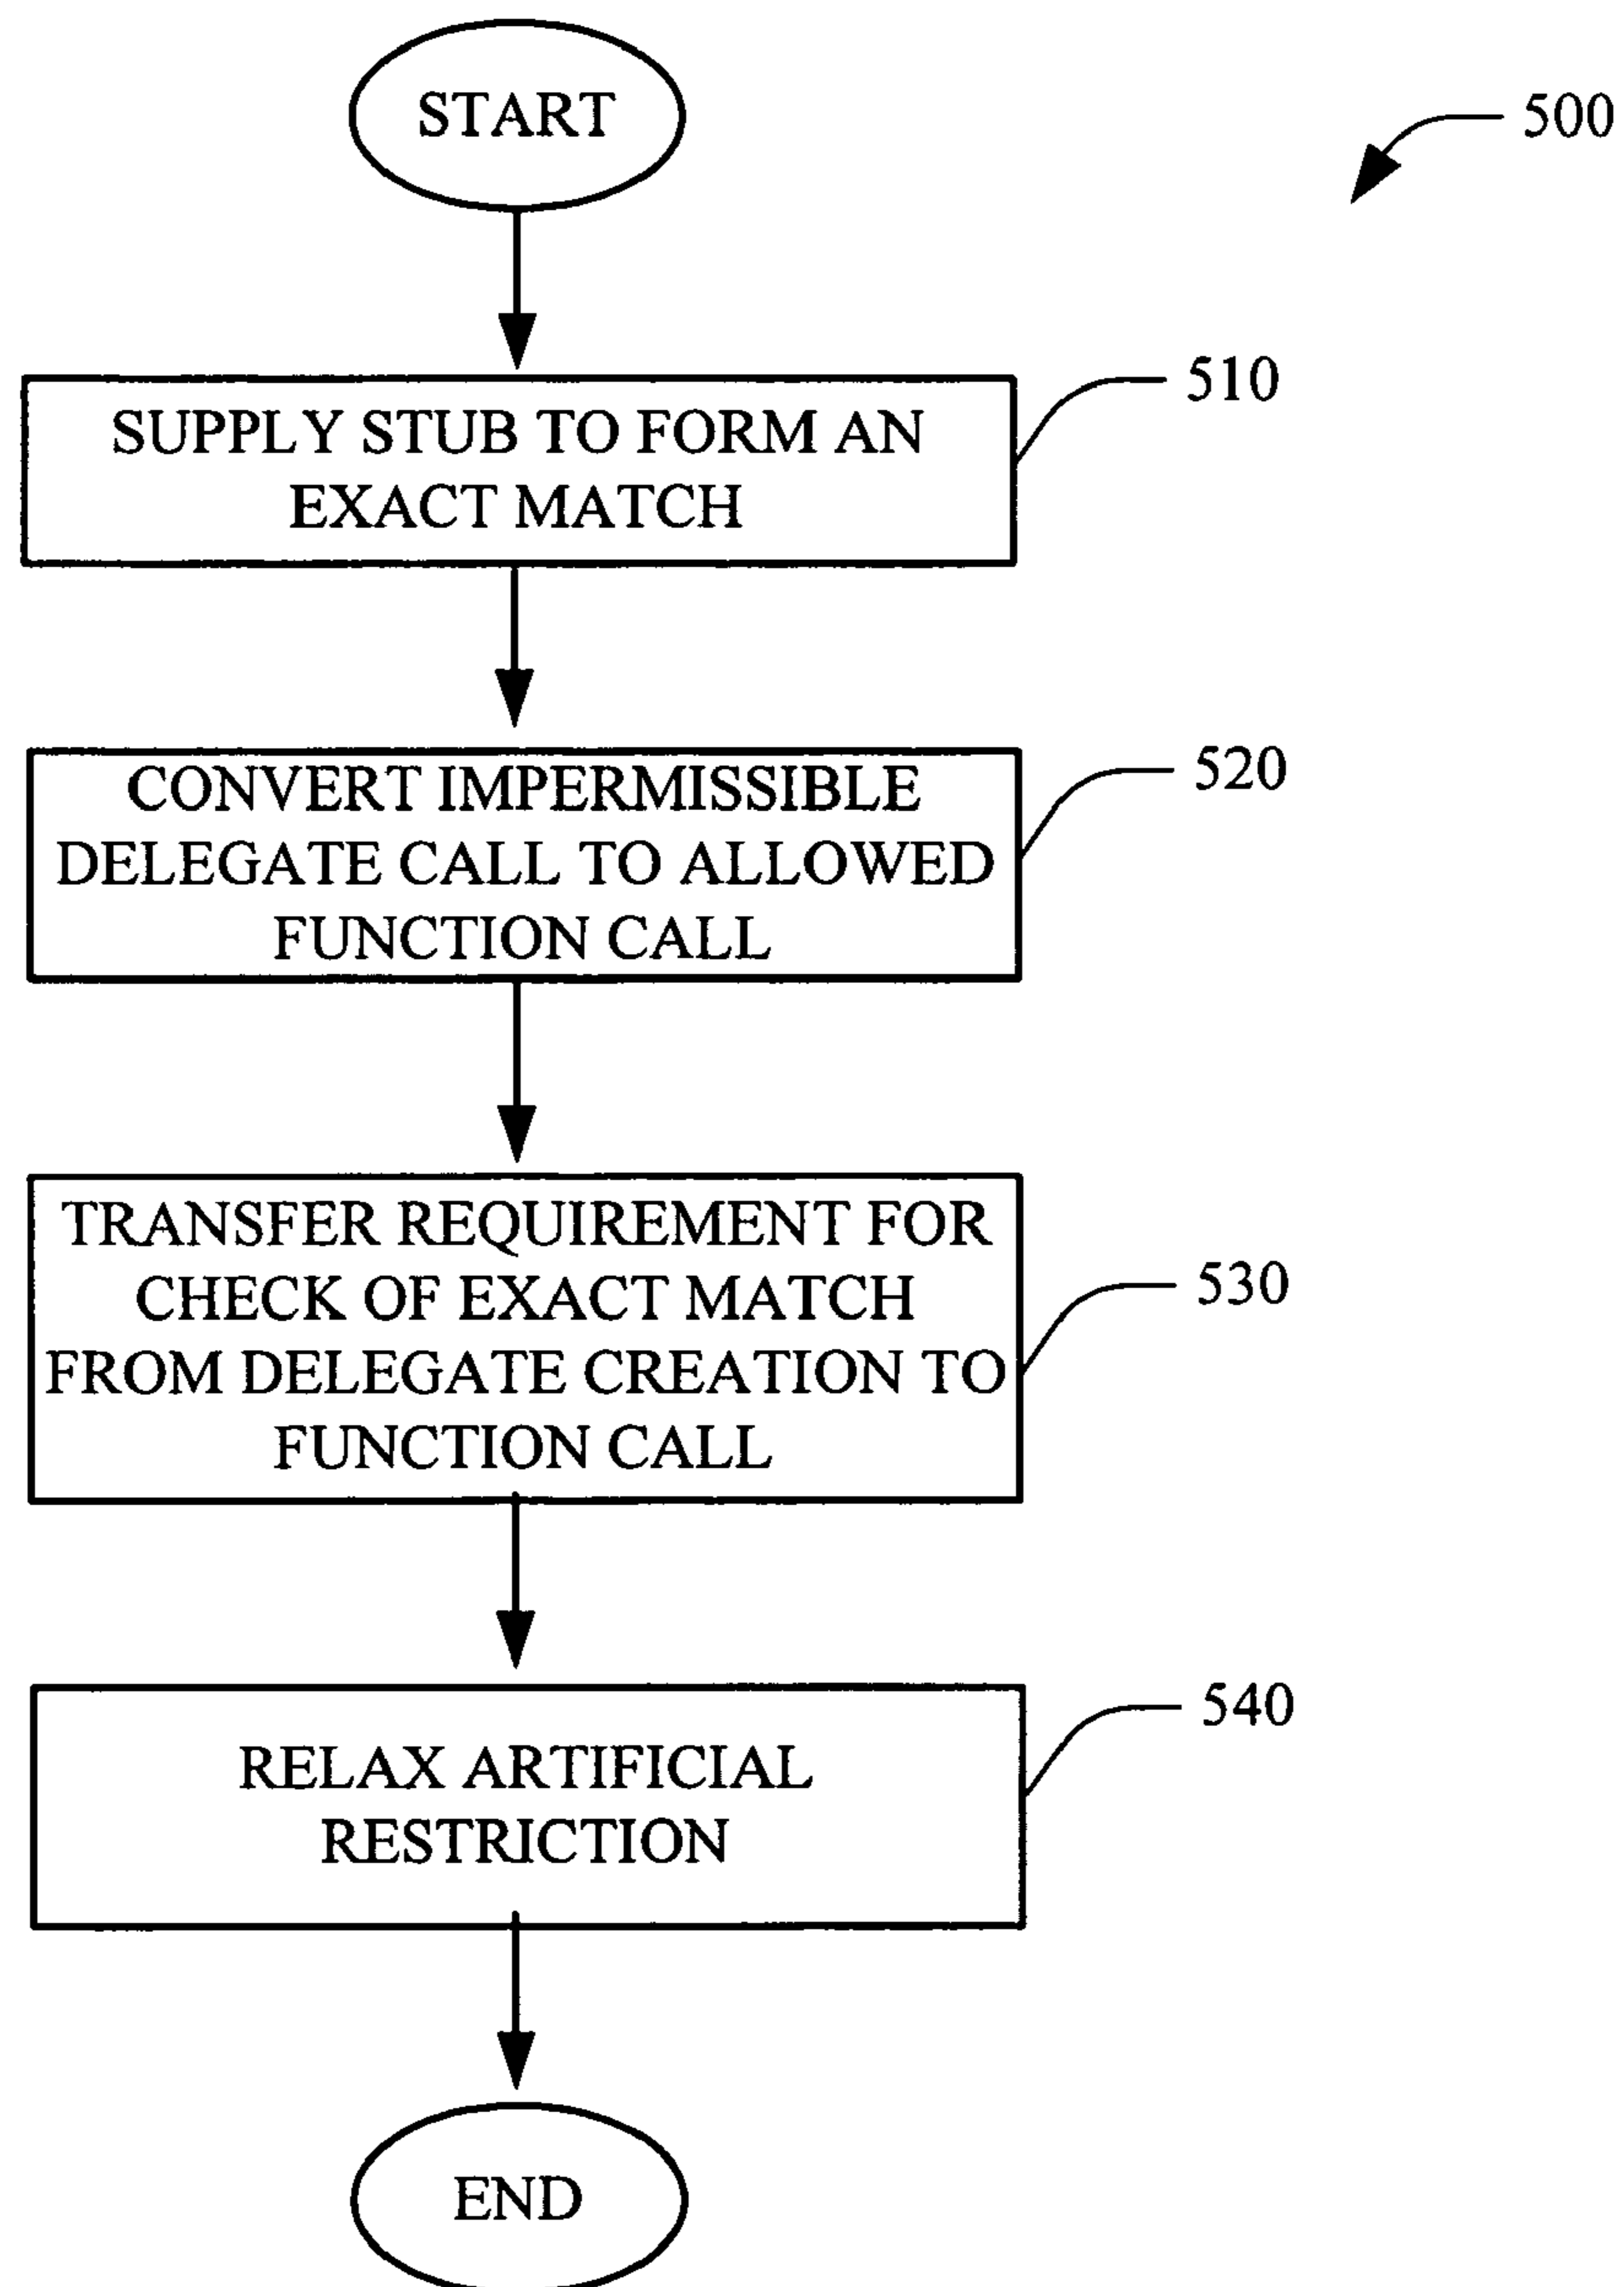 START
500
510
SUPPLY STUB TO FORM AN
EXACT MATCH
520
CONVERT IMPERMISSIBLE
DELEGATE CALL TO ALLOWED
FUNCTION CALL
530
TRANSFER REQUIREMENT FOR
CHECK OF EXACT MATCH
FROM DELEGATE CREATION TO
FUNCTION CALL
540
RELAX ARTIFICIAL
RESTRICTION
END